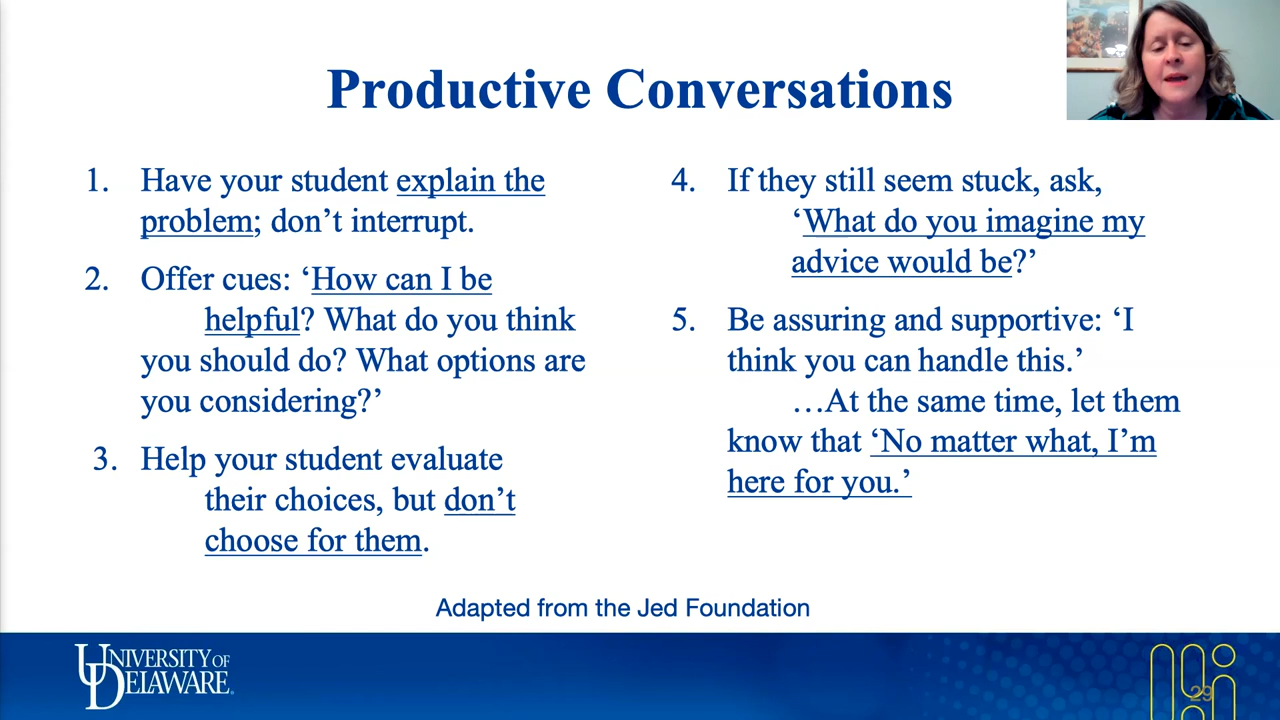 Productive Conversations
1. Have your student explain the
problem; don’t interrupt.
2. Offer cues: ‘How can I be
helpful? What do you think
you should do? What options are
you considering?’
3. Help your student evaluate
their choices, but don’t
choose for them.
4. If they still seem stuck, ask,
‘What do you imagine my
advice would be?’
5. Be assuring and supportive: ‘I
think you can handle this.’
…At the same time, let them
know that ‘No matter what, I’m
here for you.’
Adapted from the Jed Foundation
UNIVERSITY OF
DELAWARE.
29